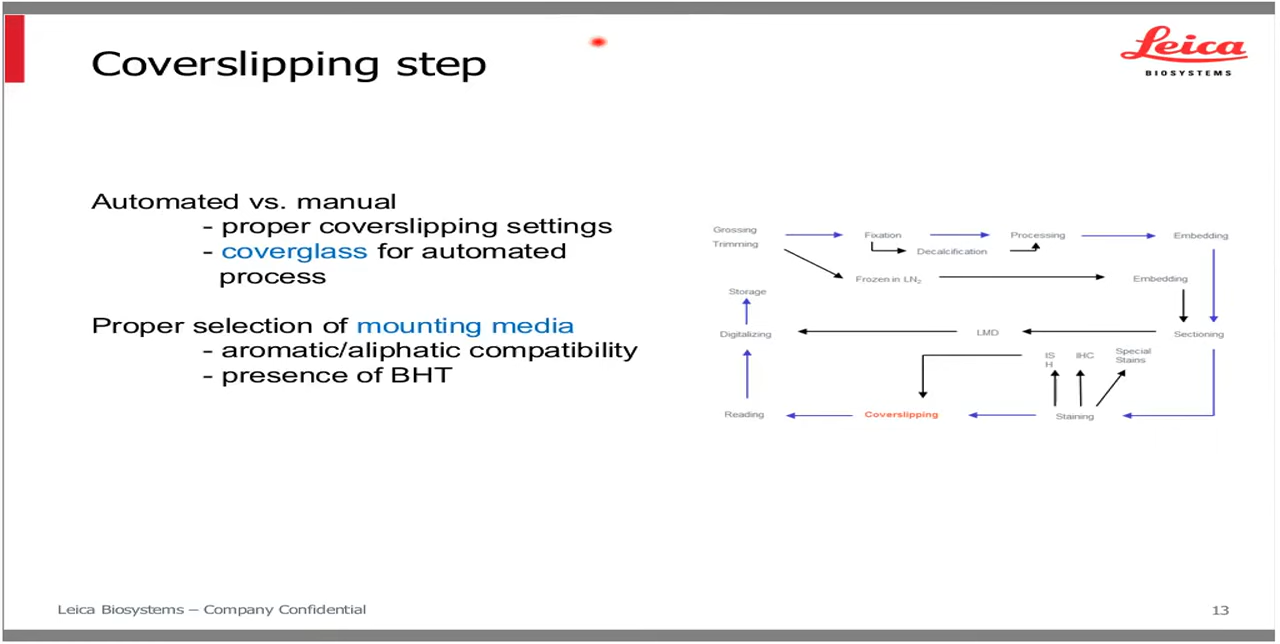 Coverslipping step
Leica
BIOSYSTEMS
Automated vs. manual
- proper coverslipping settings
- coverglass for automated
process
Proper selection of mounting media
- aromatic/aliphatic compatibility
- presence of BHT
Grossing
Trimming
Fixation
Processing
Embedding
Decalcification
Frozen in LN2
Embedding
Storage
Digitalizing
LMD
Sectioning
IS
H
IHC
Special
Stains
Reading
Coverslipping
Staining
Leica Biosystems – Company Confidential
13